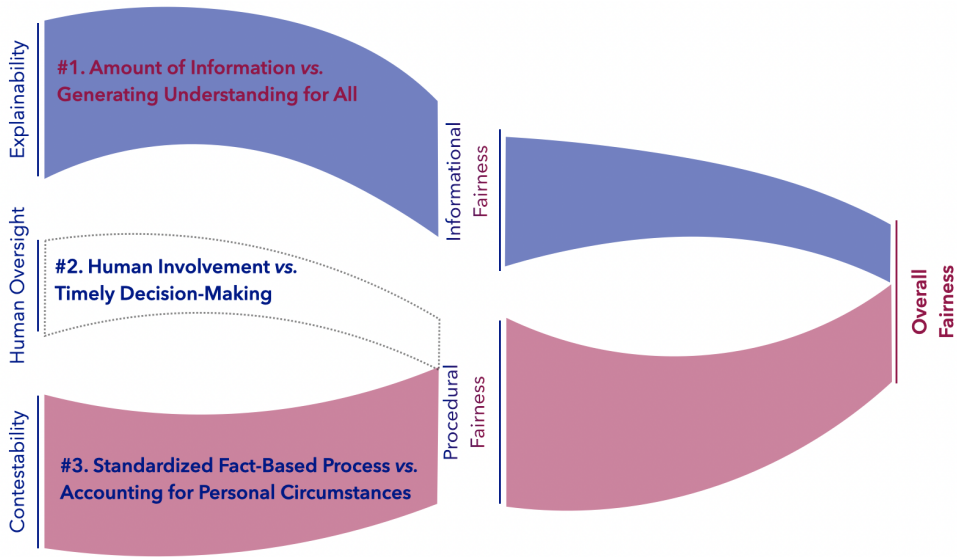 Explainability
#1. Amount of Information vs.
Generating Understanding for All
Human Oversight
#2. Human Involvement vs.
Timely Decision-Making
Contestability
#3. Standardized Fact-Based Process vs.
Accounting for Personal Circumstances
Informational
Fairness
Procedural
Fairness
Overall
Fairness